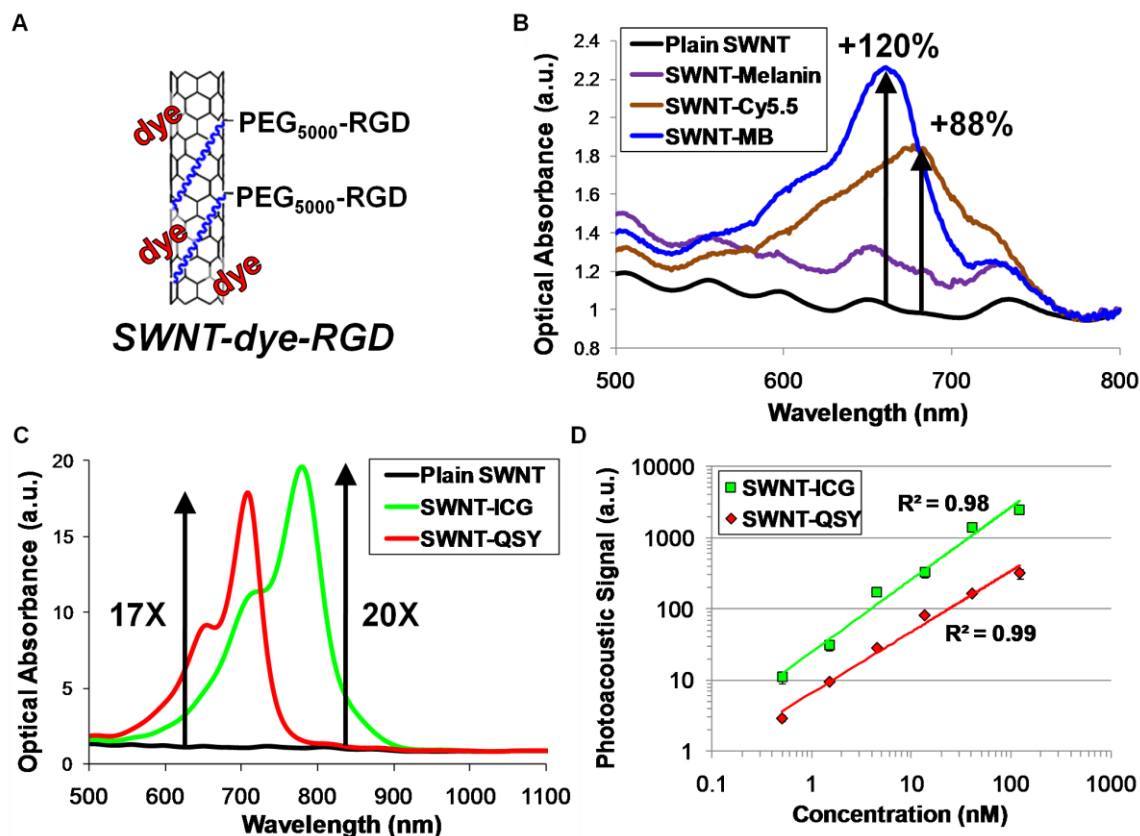 A
dye
PEG5000-RGD
PEG5000-RGD
dye
dye
SWNT-dye-RGD
B
Plain SWNT
SWNT-Melanin
SWNT-Cy5.5
SWNT-MB
+120%
+88%
Optical Absorbance (a.u.)
2.4
2.2
2
1.8
1.6
1.4
1.2
1
0.8
500
600
700
800
Wavelength (nm)
C
Plain SWNT
SWNT-ICG
SWNT-QSY
17X
20X
Optical Absorbance (a.u.)
20
15
10
5
0
500 600 700 800 900 1000 1100
Wavelength (nm)
D
SWNT-ICG
SWNT-QSY
R² = 0.98
R² = 0.99
Photoacoustic Signal (a.u.)
10000
1000
100
10
1
0.1 1 10 100 1000
Concentration (nM)